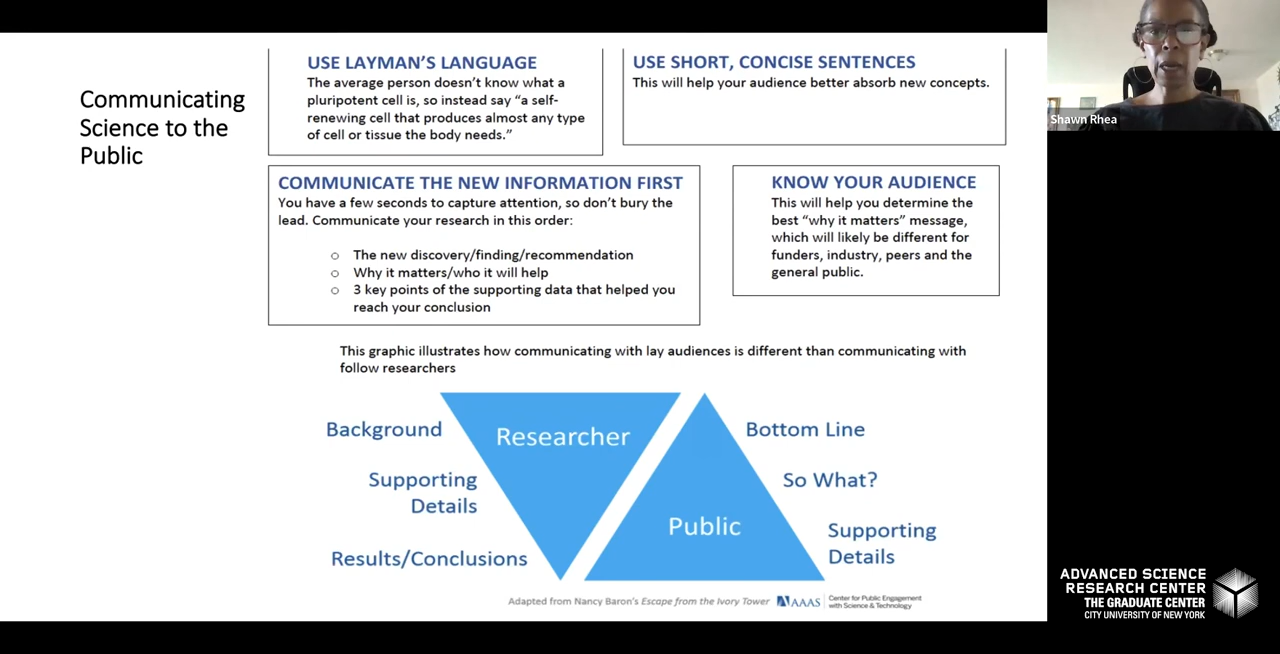 Communicating
Science to the
Public
USE LAYMAN'S LANGUAGE
The average person doesn't know what a
pluripotent cell is, so instead say "a self-
renewing cell that produces almost any type
of cell or tissue the body needs."
USE SHORT, CONCISE SENTENCES
This will help your audience better absorb new concepts.
COMMUNICATE THE NEW INFORMATION FIRST
You have a few seconds to capture attention, so don't bury the
lead. Communicate your research in this order:
○ The new discovery/finding/recommendation
○ Why it matters/who it will help
○ 3 key points of the supporting data that helped you
reach your conclusion
KNOW YOUR AUDIENCE
This will help you determine the
best "why it matters" message,
which will likely be different for
funders, industry, peers and the
general public.
This graphic illustrates how communicating with lay audiences is different than communicating with
follow researchers
Background
Supporting
Details
Results/Conclusions
Researcher
Public
Bottom Line
So What?
Supporting
Details
Adapted from Nancy Baron's Escape from the Ivory Tower
AAAS
Center for Public Engagement
with Science & Technology
Shawn Rhea
ADVANCED SCIENCE
RESEARCH CENTER
THE GRADUATE CENTER
CITY UNIVERSITY OF NEW YORK